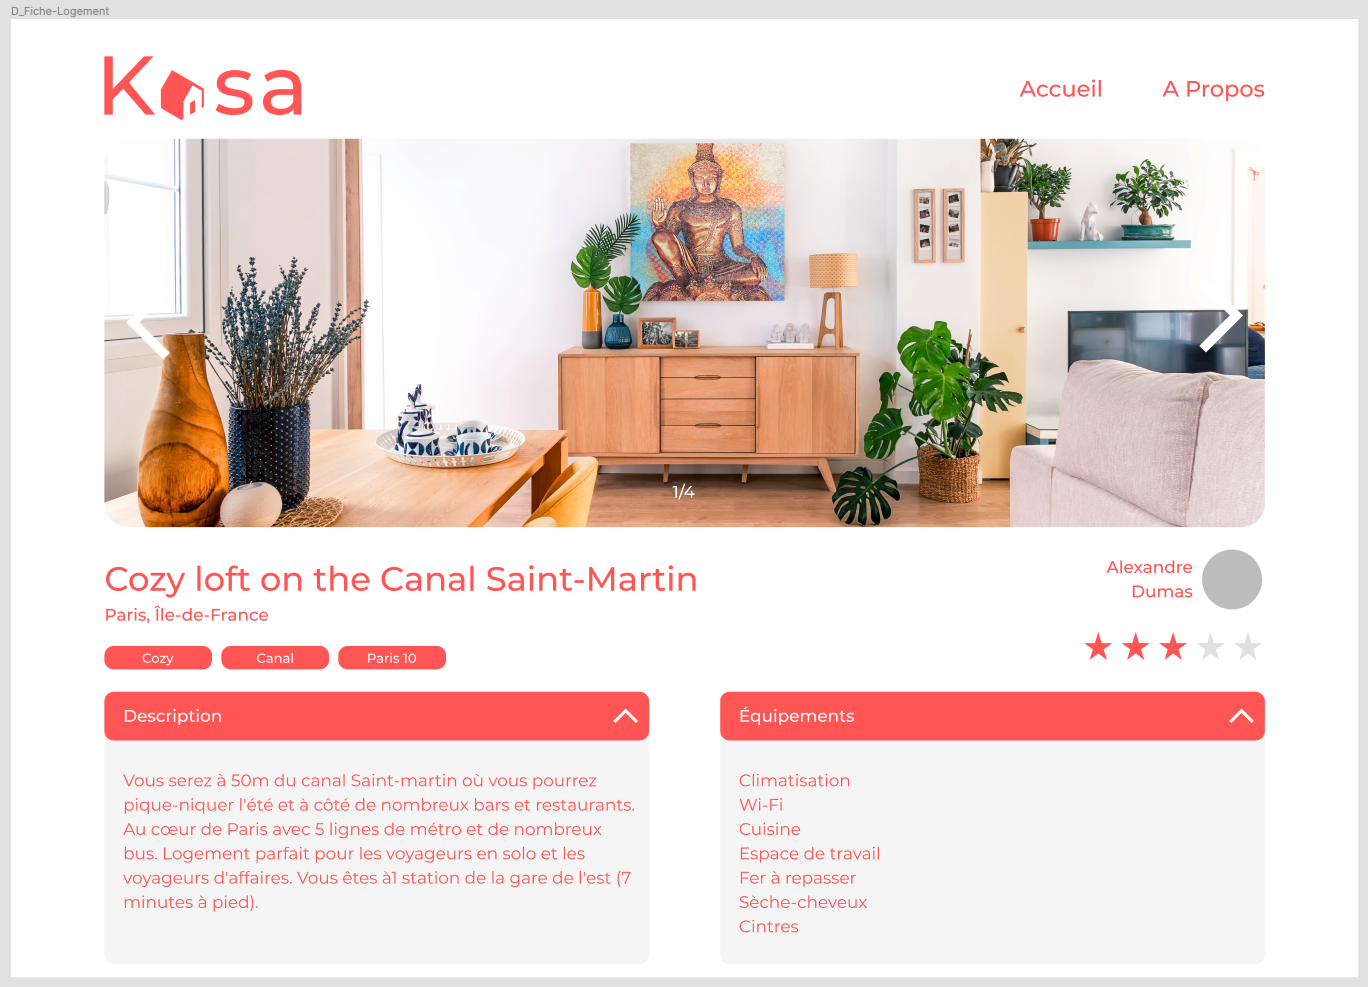 D_Fiche-Logement
Kasa
Accueil
A Propos
1/4
Cozy loft on the Canal Saint-Martin
Paris, Île-de-France
Cozy
Canal
Paris 10
Alexandre
Dumas
Description
Vous serez à 50m du canal Saint-martin où vous pourrez
pique-niquer l'été et à côté de nombreux bars et restaurants.
Au cœur de Paris avec 5 lignes de métro et de nombreux
bus. Logement parfait pour les voyageurs en solo et les
voyageurs d'affaires. Vous êtes à1 station de la gare de l'est (7
minutes à pied).
Équipements
Climatisation
Wi-Fi
Cuisine
Espace de travail
Fer à repasser
Sèche-cheveux
Cintres